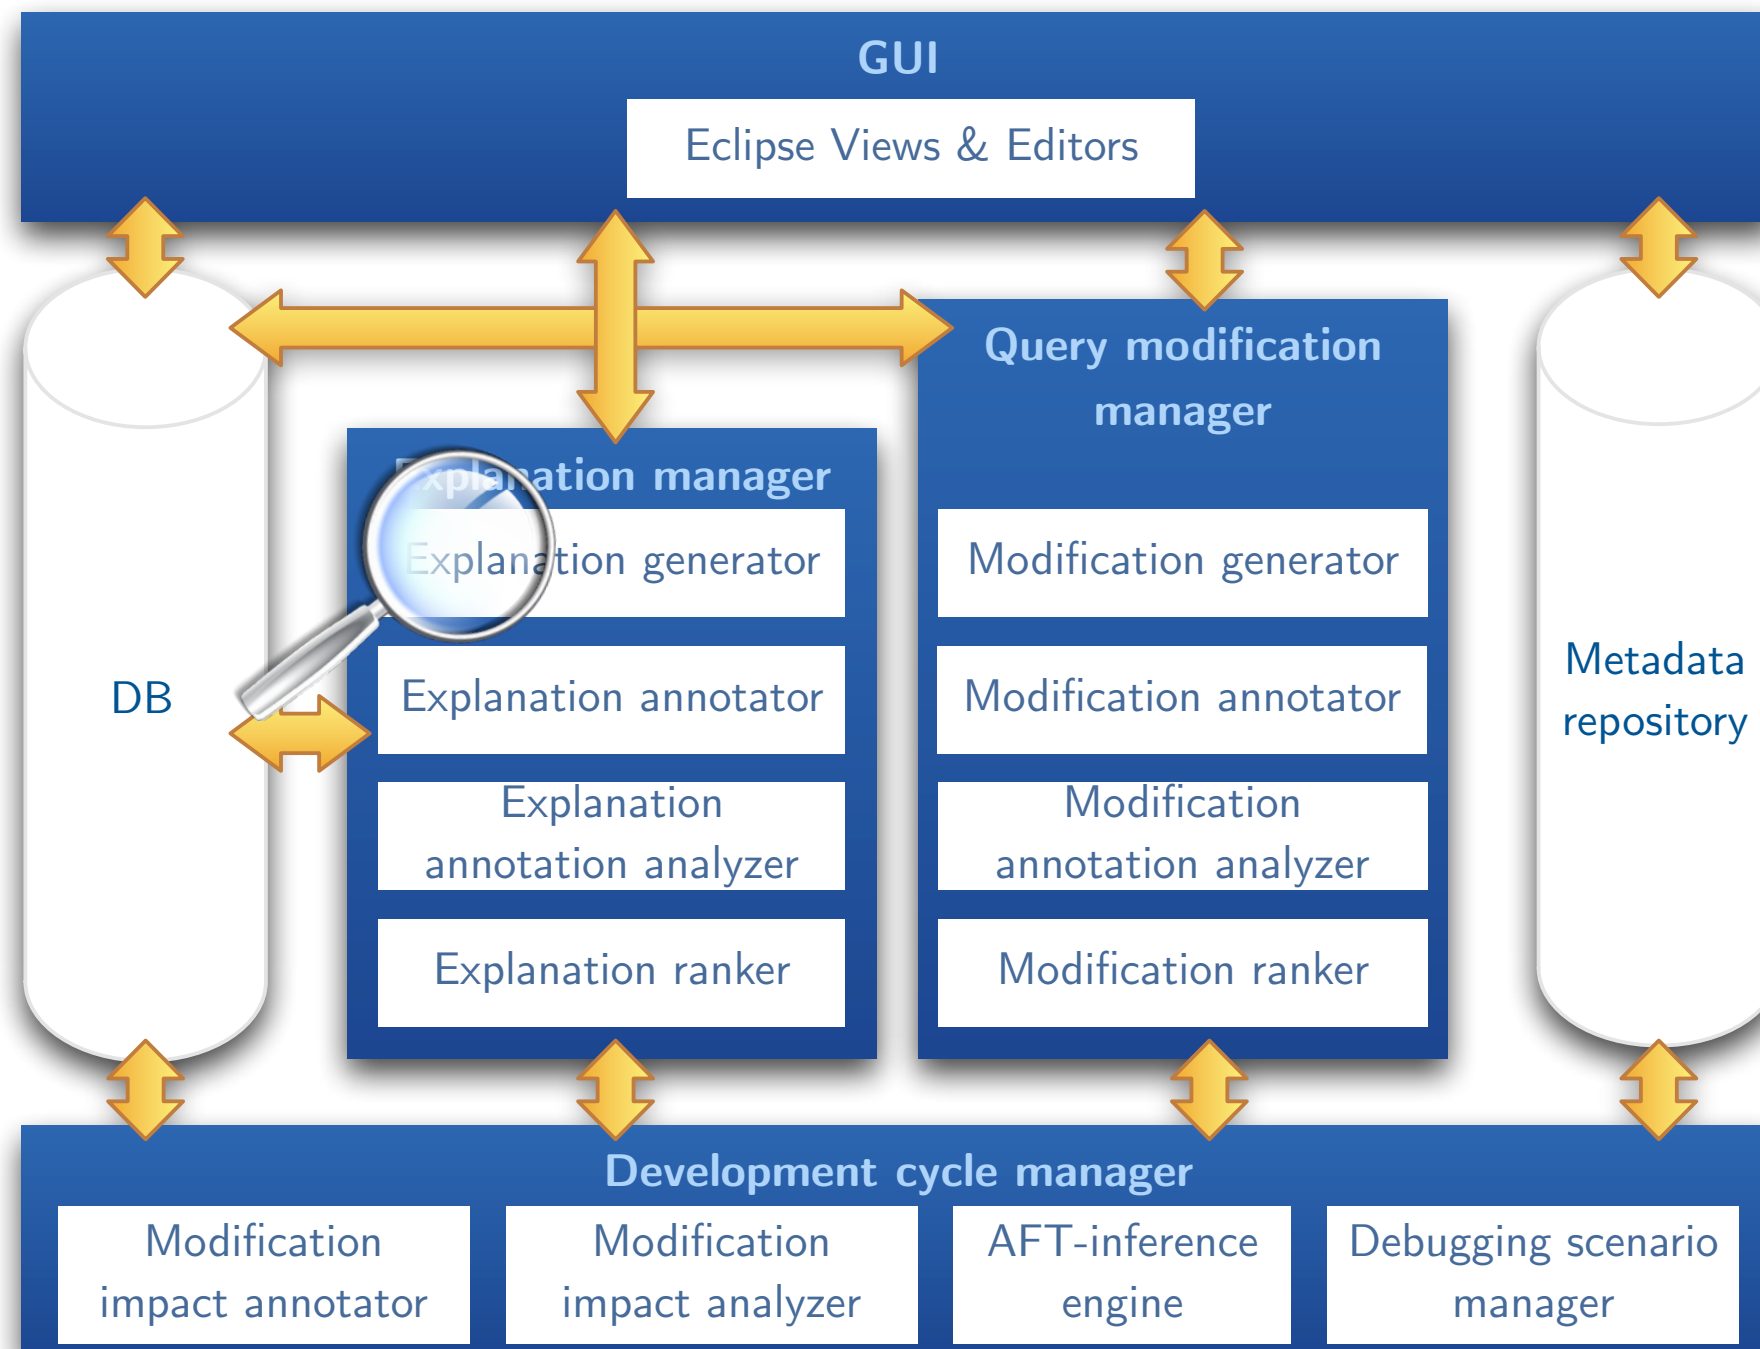 GUI
Eclipse Views & Editors
Query modification
manager
Explanation manager
Explanation generator
Modification generator
Metadata
repository
DB
Explanation annotator
Modification annotator
Explanation
annotation analyzer
Modification
annotation analyzer
Explanation ranker
Modification ranker
Development cycle manager
Modification
impact annotator
Modification
impact analyzer
AFT-inference
engine
Debugging scenario
manager